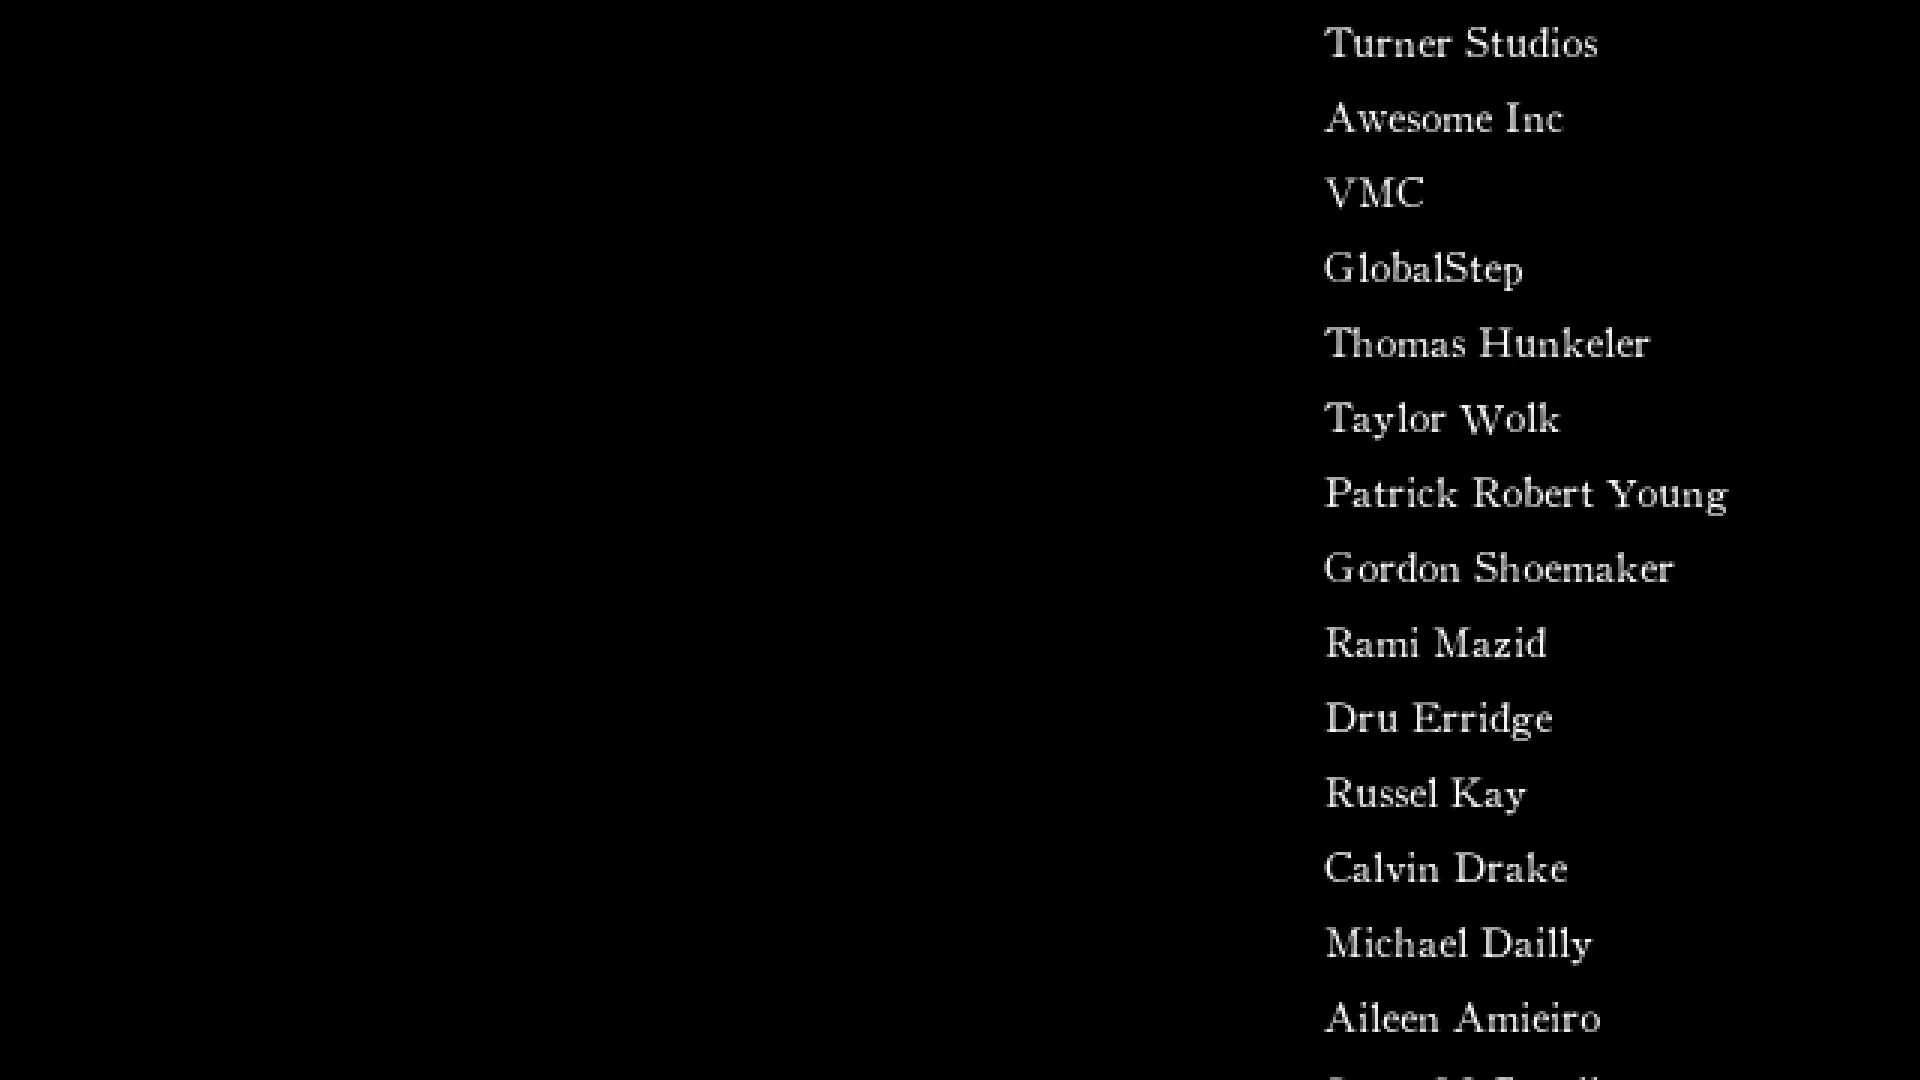 Turner Studios
Awesome Inc
VMC
GlobalStep
Thomas Hunkeler
Taylor Wolk
Patrick Robert Young
Gordon Shoemaker
Rami Mazid
Dru Erridge
Russel Kay
Calvin Drake
Michael Dailly
Aileen Amieiro